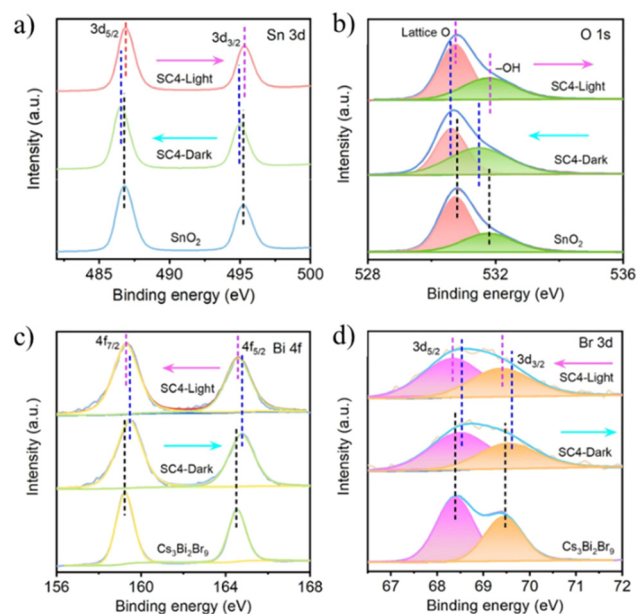 a)
Sn 3d
3d5/2
3d3/2
SC4-Light
SC4-Dark
SnO2
Intensity (a.u.)
485 490 495 500
Binding energy (eV)
b)
O 1s
Lattice O
–OH
SC4-Light
SC4-Dark
SnO2
Intensity (a.u.)
528 532 536
Binding energy (eV)
c)
4f7/2
4f5/2
Bi 4f
SC4-Light
SC4-Dark
Cs3Bi2Br9
Intensity (a.u.)
156 160 164 168
Binding energy (eV)
d)
Br 3d
3d5/2
3d3/2
SC4-Light
SC4-Dark
Cs3Bi2Br9
Intensity (a.u.)
67 68 69 70 71 72
Binding energy (eV)